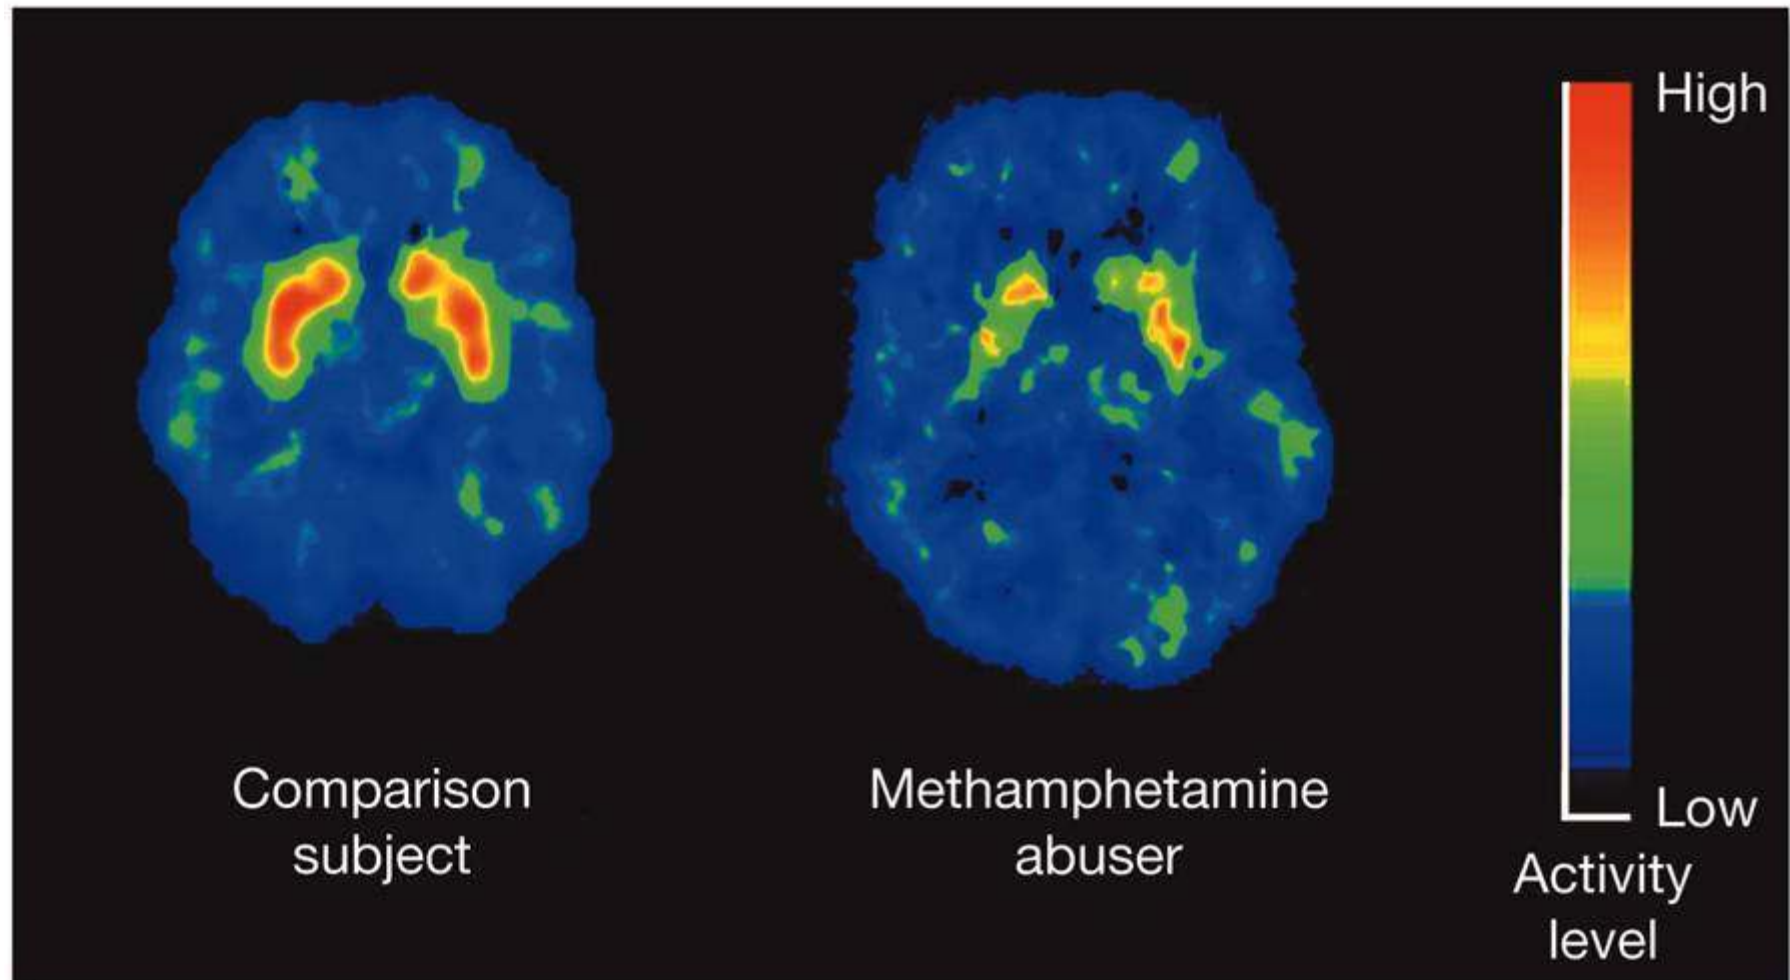 Comparison
subject
Methamphetamine
abuser
High
Low
Activity
level